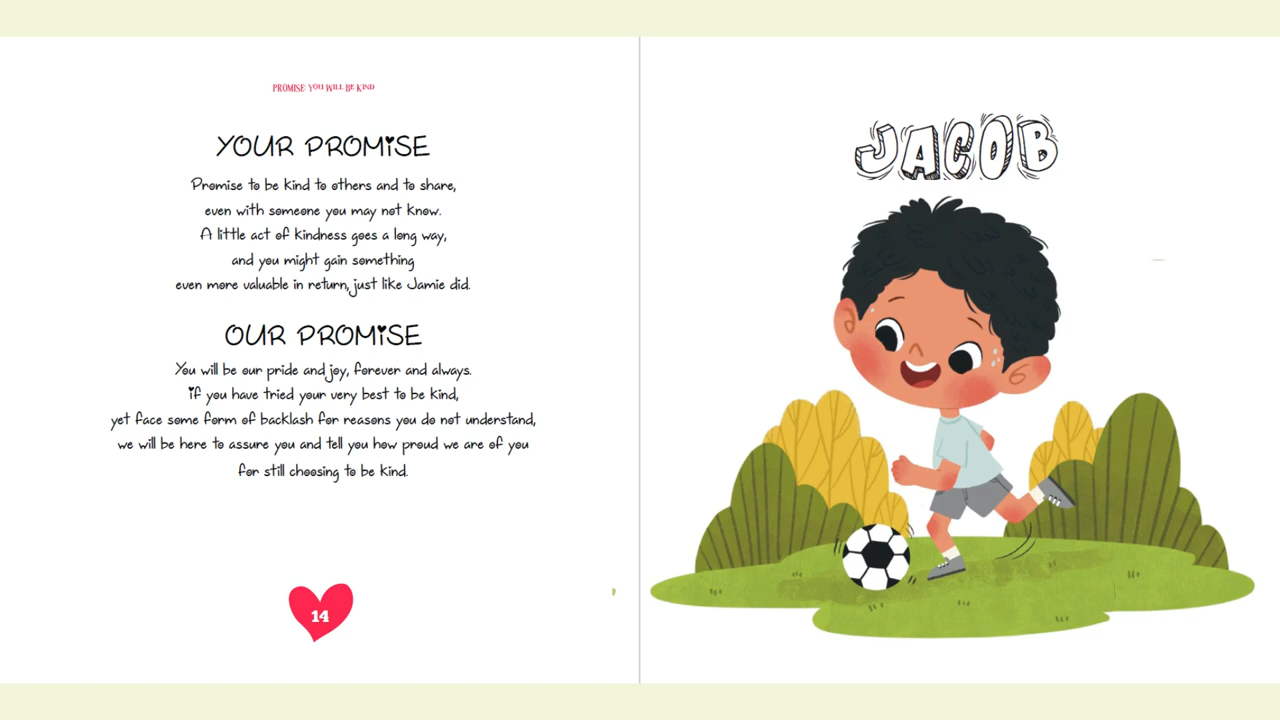 PROMISE YOU WILL BE KIND
YOUR PROMISE
Promise to be kind to others and to share,
even with someone you may not know.
A little act of kindness goes a long way,
and you might gain something
even more valuable in return, just like Jamie did.
OUR PROMISE
You will be our pride and joy, forever and always.
if you have tried your very best to be kind,
yet face some form of backlash for reasons you do not understand,
we will be here to assure you and tell you how proud we are of you
for still choosing to be kind.
14
JACOB